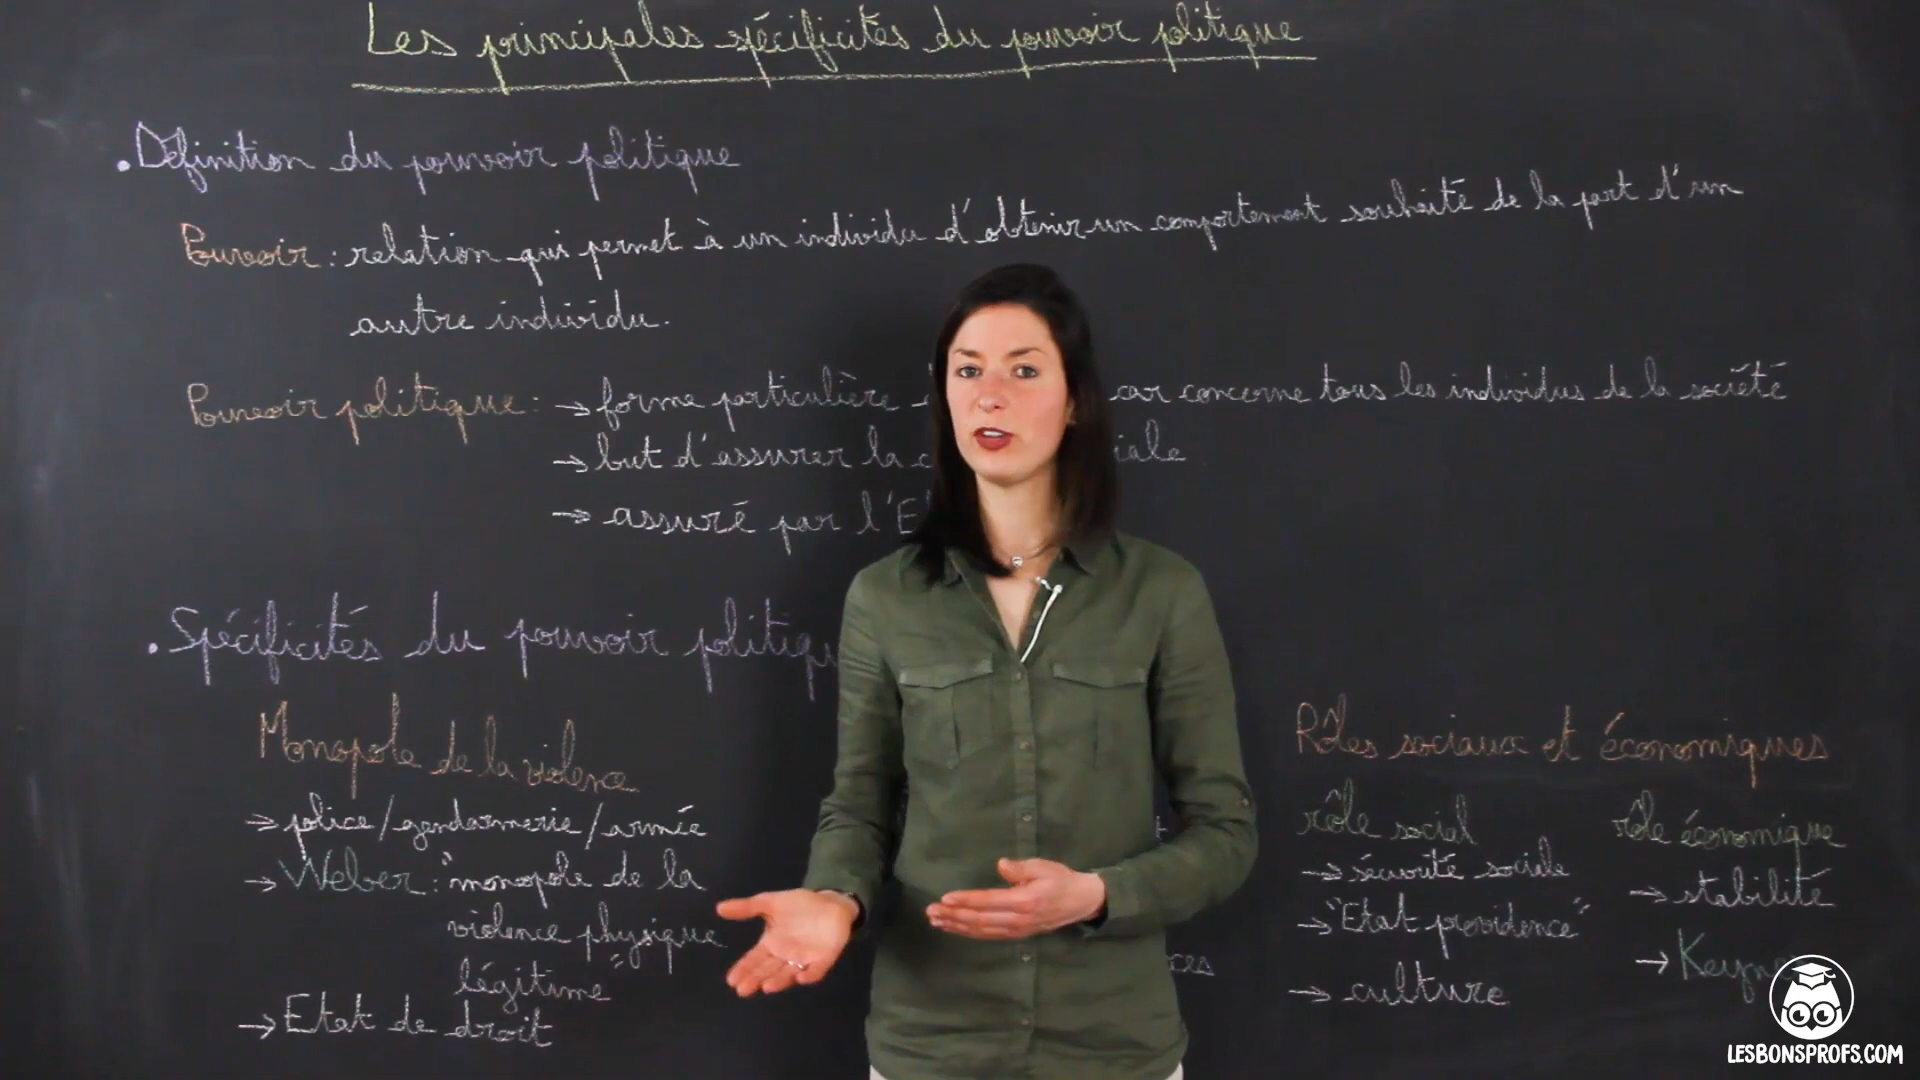 Les principales spécificités du pouvoir politique
. Définition du pouvoir politique
Pouvoir : relation qui permet à un individu d'obtenir un comportement souhaité de la part d'un
autre individu.
Pouvoir politique : → forme particulière car concerne tous les individus de la société
→ but d'assurer la
→ assuré par l'
. Spécificités du pouvoir
Monopole de la violence
→ police/gendarmerie/armée
→ Weber : "monopole de la
violence physique
légitime"
→ Etat de droit
Rôles sociaux et économiques
rôle social
→ sécurité sociale
→ "Etat providence"
→ culture
rôle économique
→ stabilité
→
LESBONSPROFS.COM